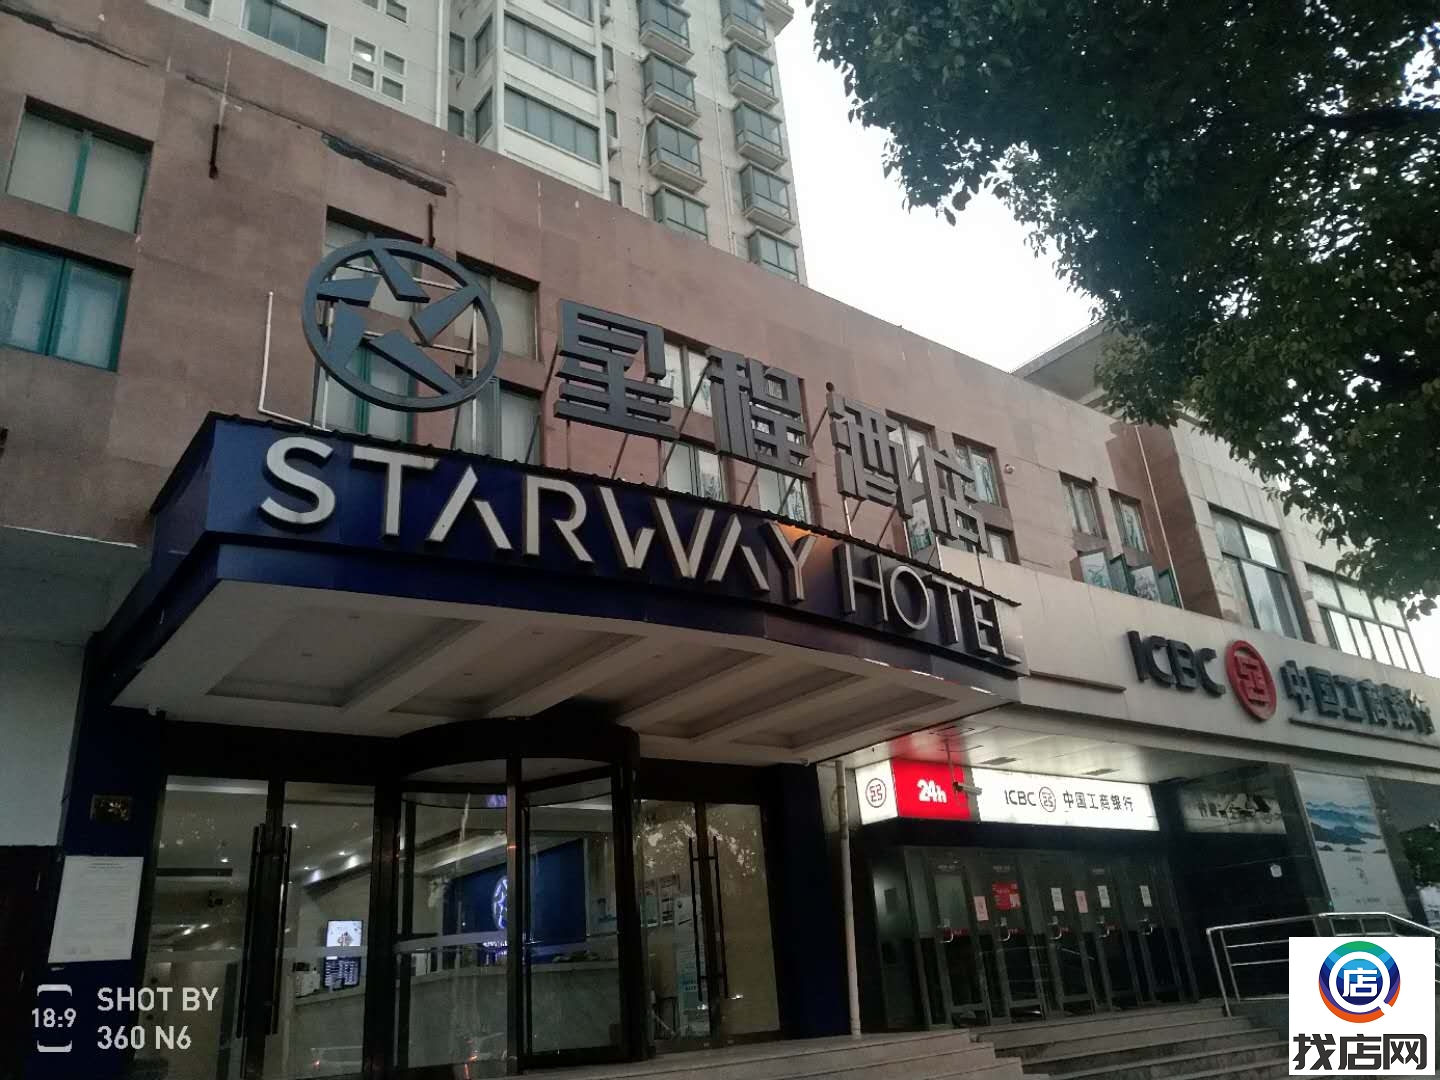 星程酒店
STARWAY HOTEL
ICBC 中国工商银行
24h
ICBC 中国工商银行
18:9
SHOT BY
360 N6
店
找店网